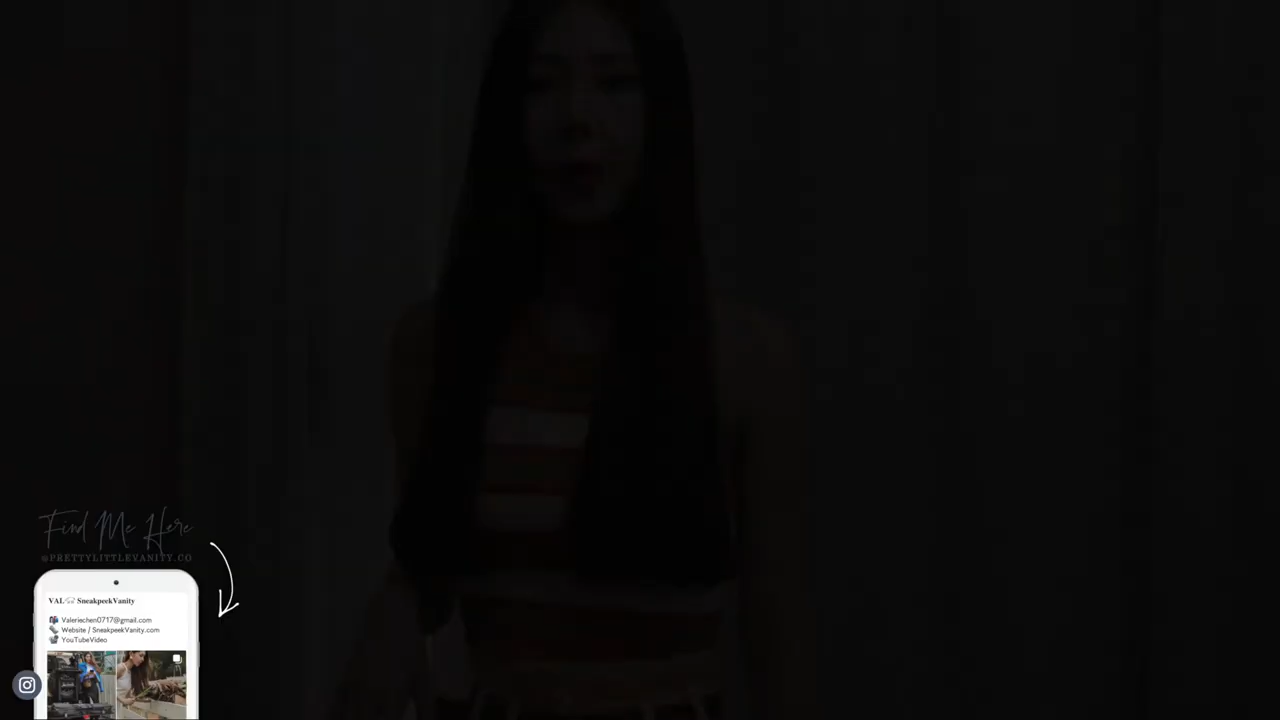 Find Me Here
@PRETTYLITTLEVANITY.CO
VAL SneakpeekVanity
Valeriechen0717@gmail.com
Website / SneakpeekVanity.com
YouTubeVideo